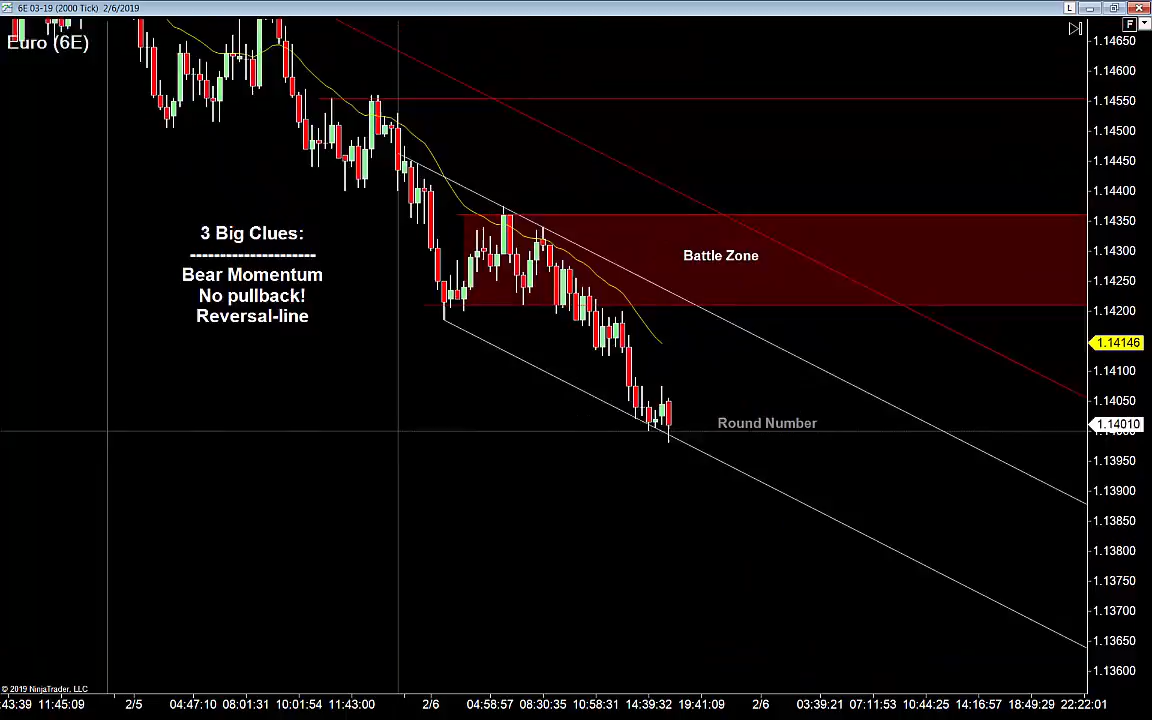 6E 03-19 (2000 Tick) 2/6/2019
L
F
Euro (6E)
1.14650
1.14600
1.14550
1.14500
1.14450
1.14400
1.14350
1.14300
1.14250
1.14200
1.14146
1.14100
1.14050
1.14010
1.13950
1.13900
1.13850
1.13800
1.13750
1.13700
1.13650
1.13600
3 Big Clues:
---------------------
Bear Momentum
No pullback!
Reversal-line
Battle Zone
Round Number
© 2019 NinjaTrader, LLC
:43:39 11:45:09 2/5 04:47:10 08:01:31 10:01:54 11:43:00 2/6 04:58:57 08:30:35 10:58:31 14:39:32 19:41:09 2/6 03:39:21 07:11:53 10:44:25 14:16:57 18:49:29 22:22:01